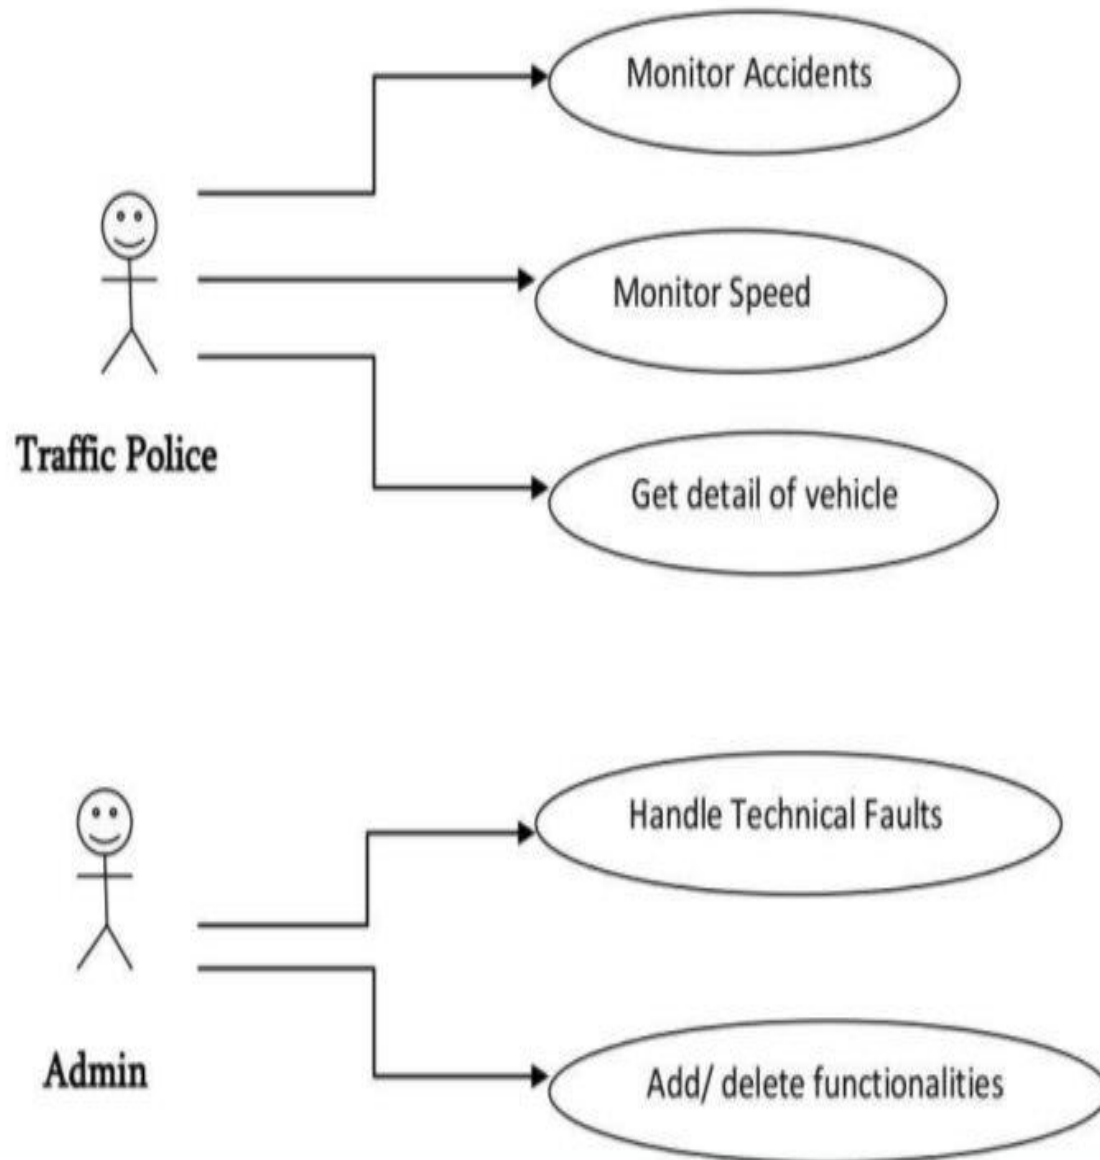 Monitor Accidents
Monitor Speed
Traffic Police
Get detail of vehicle
Handle Technical Faults
Admin
Add/ delete functionalities